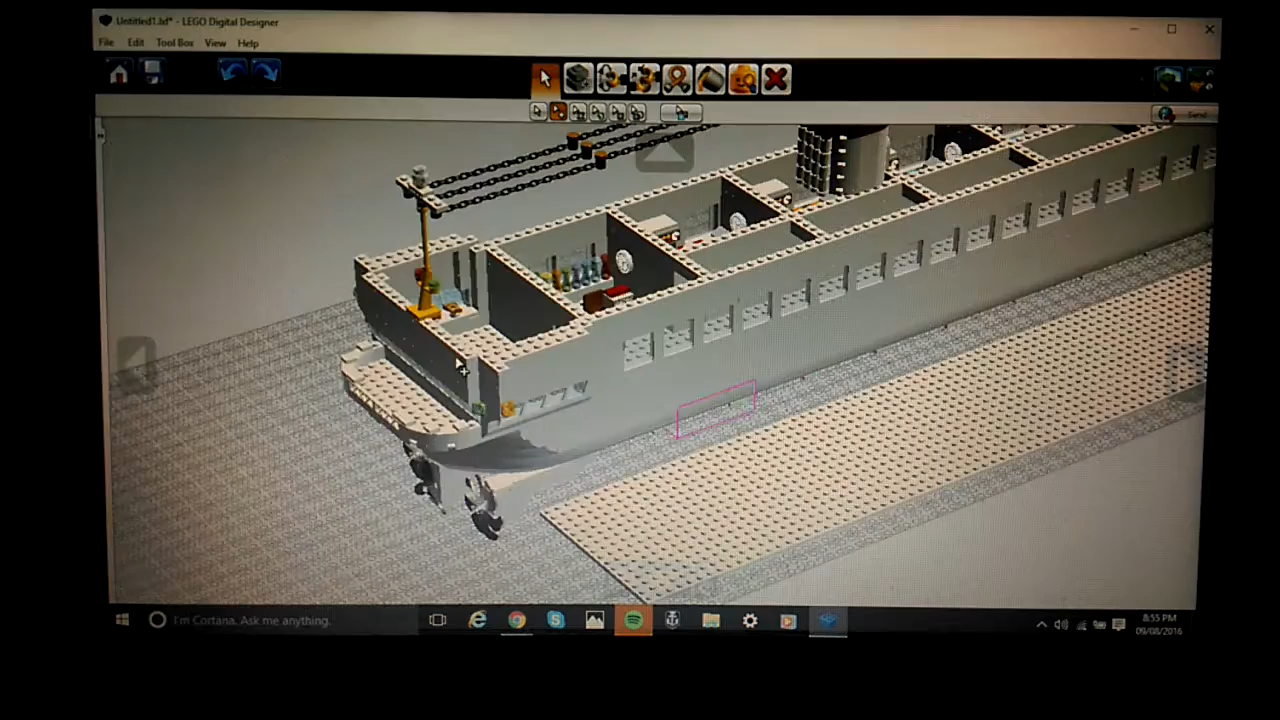 Untitled1.lxf* - LEGO Digital Designer
File Edit Tool Box View Help
Send
I'm Cortana. Ask me anything.
8:55 PM
09/08/2016